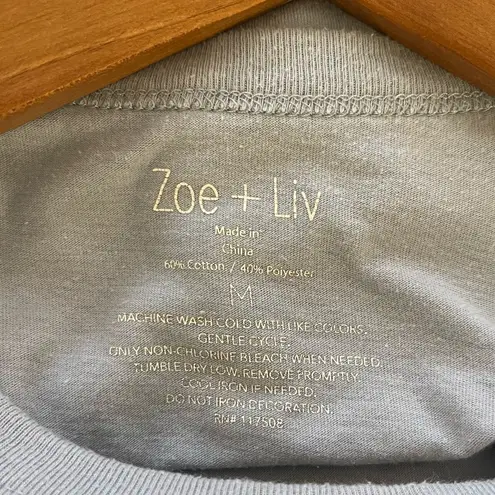 Zoe + Liv
Made in
China
60% Cotton / 40% Polyester
M
MACHINE WASH COLD WITH LIKE COLORS.
GENTLE CYCLE.
ONLY NON-CHLORINE BLEACH WHEN NEEDED.
TUMBLE DRY LOW. REMOVE PROMPTLY.
COOL IRON IF NEEDED.
DO NOT IRON DECORATION.
RN# 117508